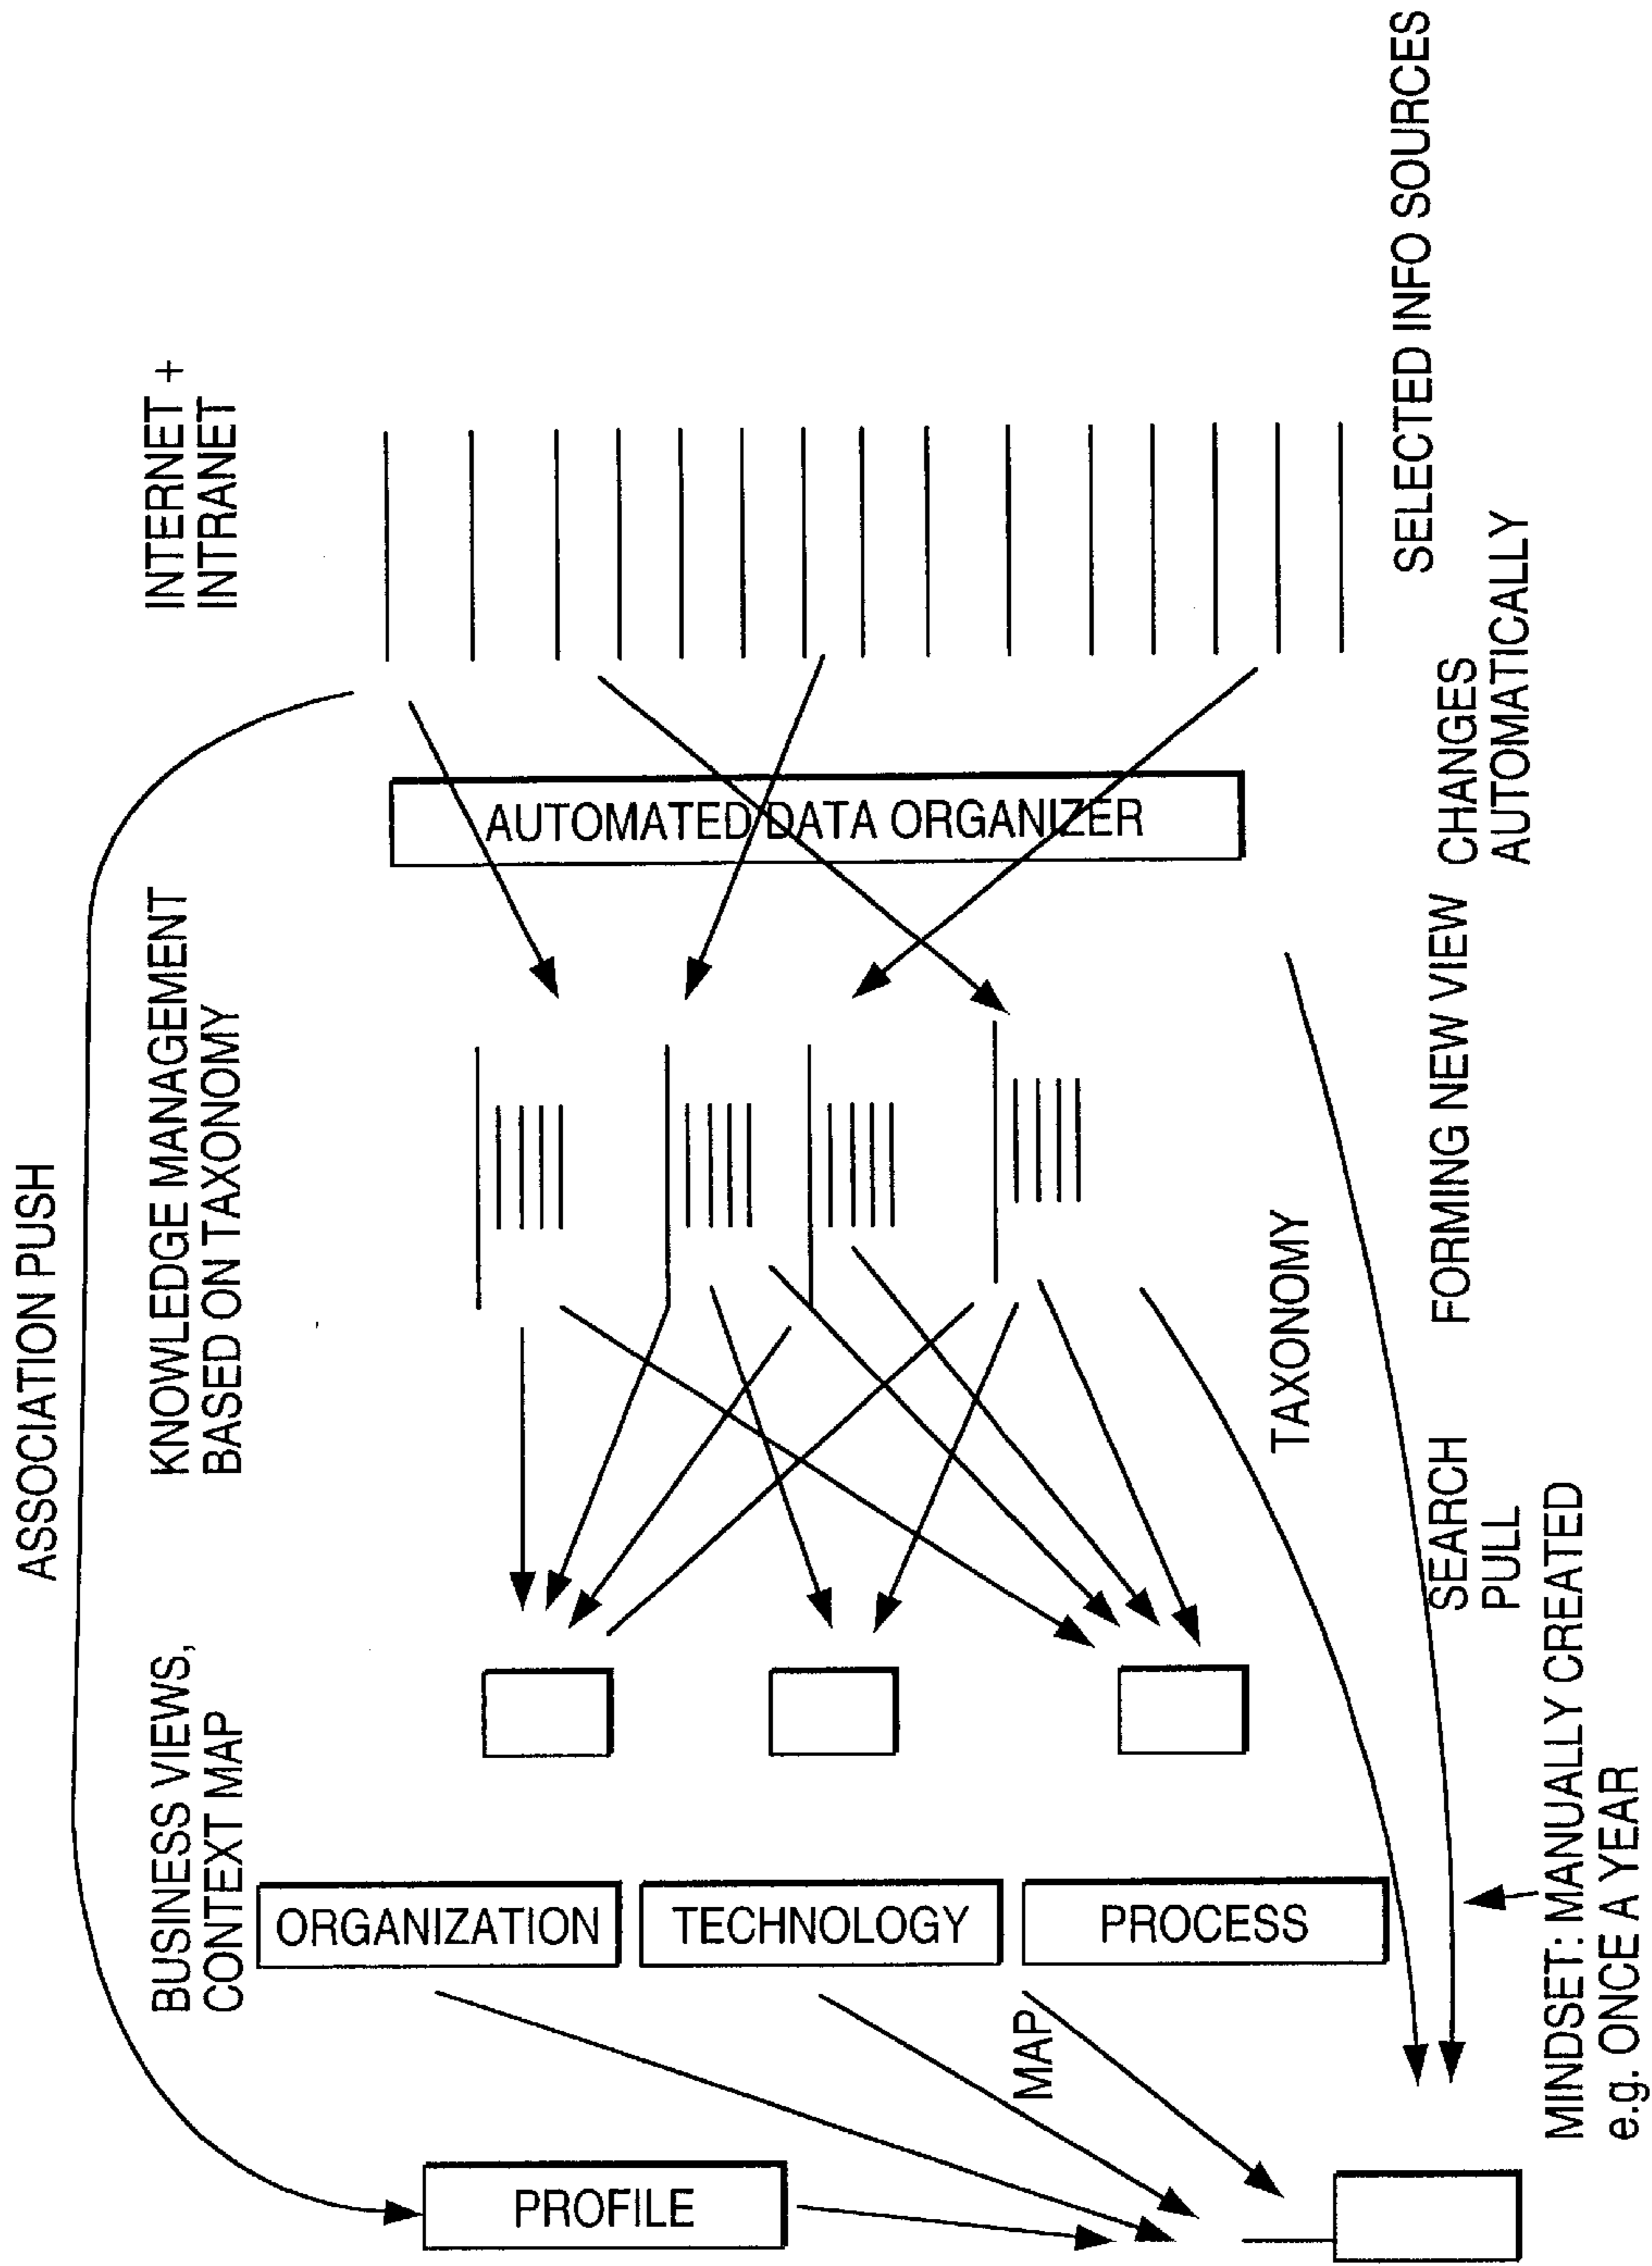 ASSOCIATION PUSH
BUSINESS VIEWS,
CONTEXT MAP
KNOWLEDGE MANAGEMENT
BASED ON TAXONOMY
INTERNET +
INTRANET
PROFILE
ORGANIZATION
TECHNOLOGY
PROCESS
AUTOMATED DATA ORGANIZER
MAP
TAXONOMY
SEARCH
PULL
FORMING NEW VIEW
CHANGES
AUTOMATICALLY
SELECTED INFO SOURCES
MINDSET: MANUALLY CREATED
e.g. ONCE A YEAR